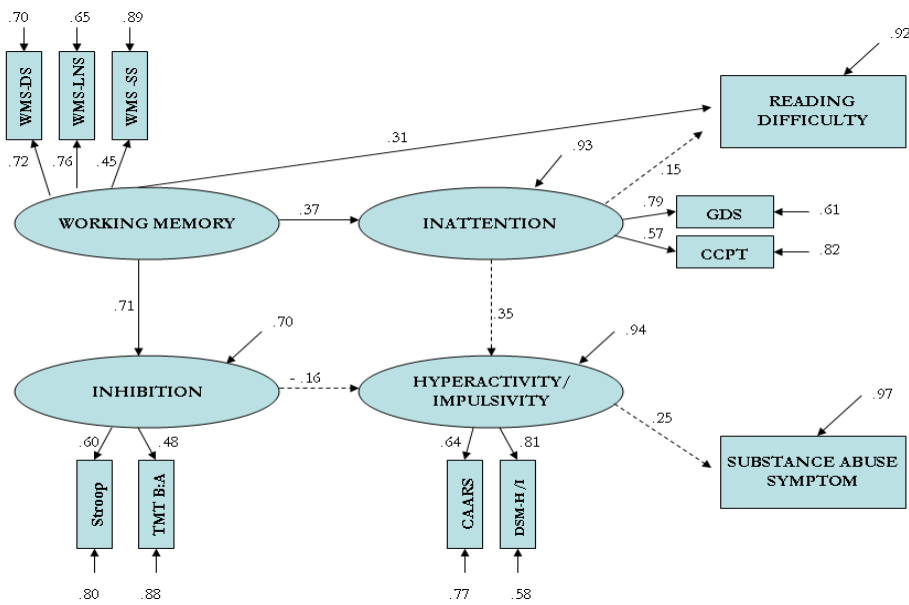 .70
.65
.89
WMS-DS
WMS-LNS
WMS -SS
.92
READING
DIFFICULTY
.72
.76
.45
.31
.93
.15
WORKING MEMORY
.37
INATTENTION
.79
GDS
.61
.57
CCPT
.82
.71
.35
.70
.94
INHIBITION
- .16
HYPERACTIVITY/
IMPULSIVITY
.25
.97
.60
.48
.64
.81
SUBSTANCE ABUSE
SYMPTOM
Stroop
TMT B:A
CAARS
DSM-H /I
.80
.88
.77
.58